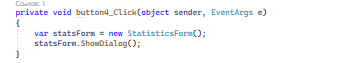 Ссылок: 1
private void button4_Click(object sender, EventArgs e)
{
var statsForm = new StatisticsForm();
statsForm.ShowDialog();
}